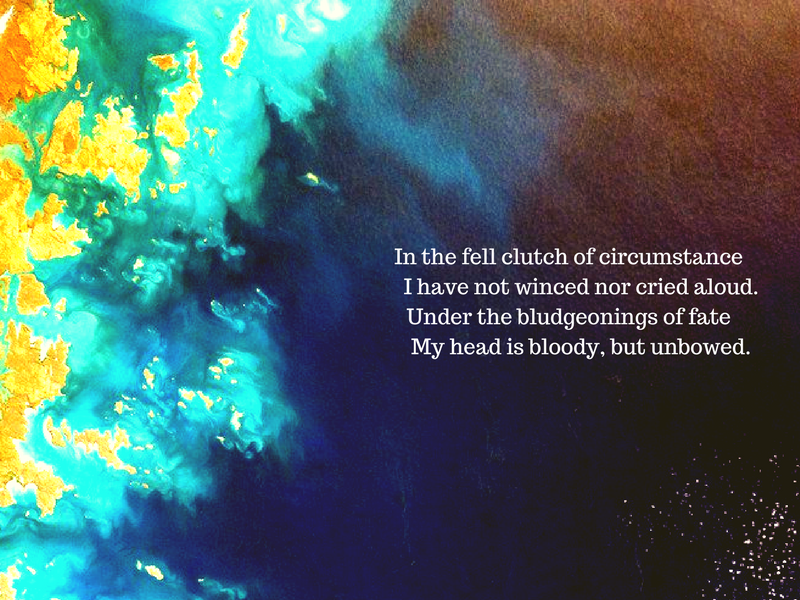 In the fell clutch of circumstance
I have not winced nor cried aloud.
Under the bludgeonings of fate
My head is bloody, but unbowed.